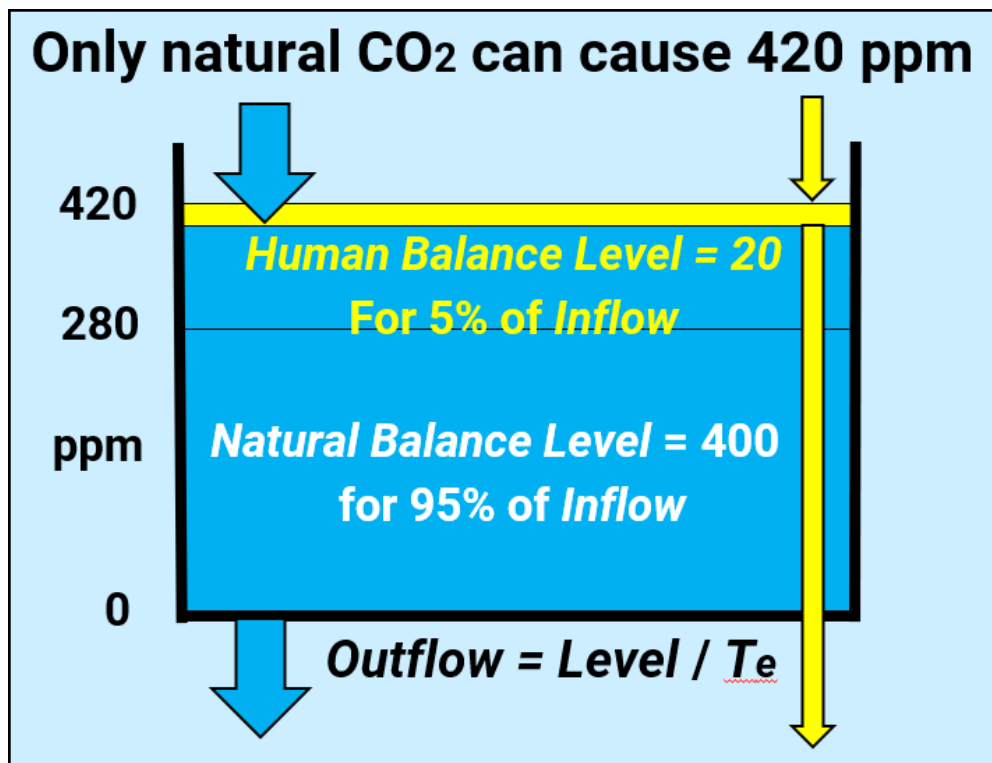 Only natural CO2 can cause 420 ppm
420
Human Balance Level = 20
280
For 5% of Inflow
ppm
Natural Balance Level = 400
for 95% of Inflow
0
Outflow = Level / Te